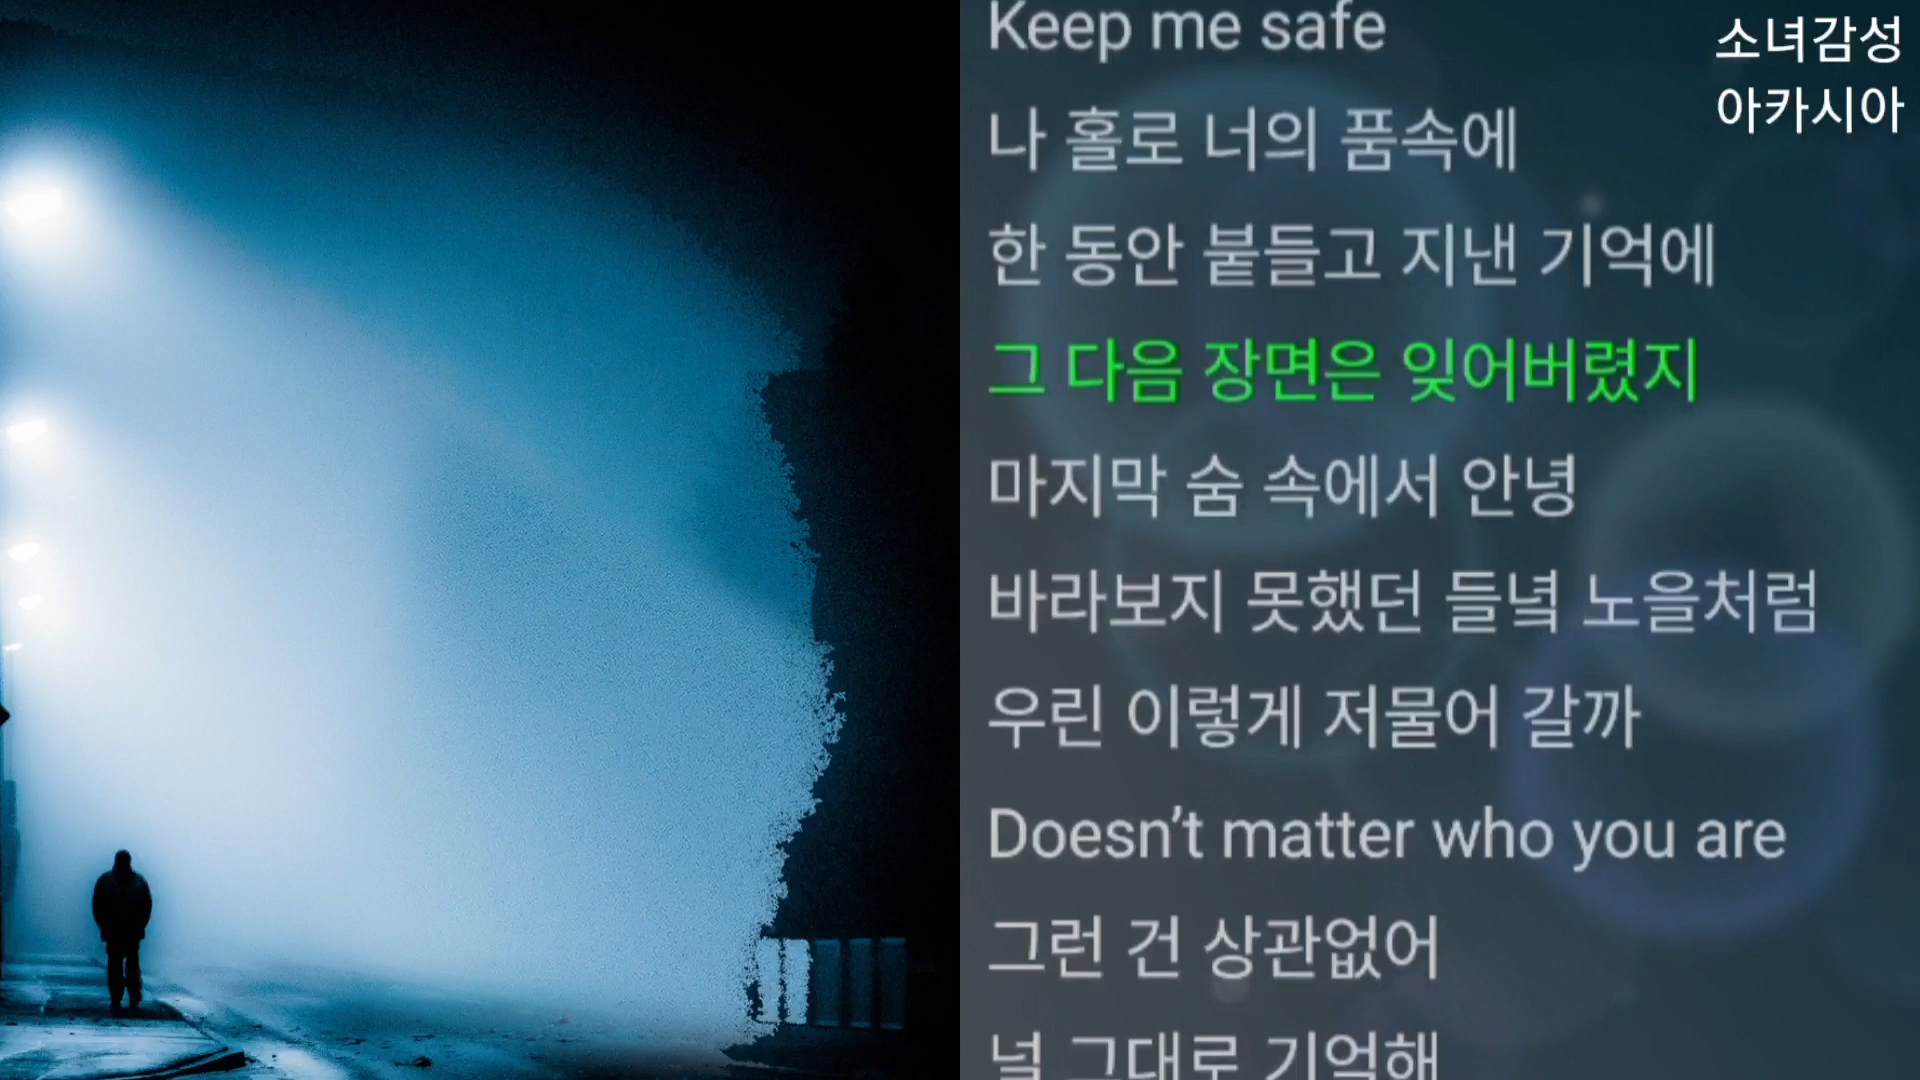 Keep me safe
소녀감성
아카시아
나 홀로 너의 품속에
한 동안 붙들고 지낸 기억에
그 다음 장면은 잊어버렸지
마지막 숨 속에서 안녕
바라보지 못했던 들녘 노을처럼
우린 이렇게 저물어 갈까
Doesn’t matter who you are
그런 건 상관없어
널 그대로 기억해